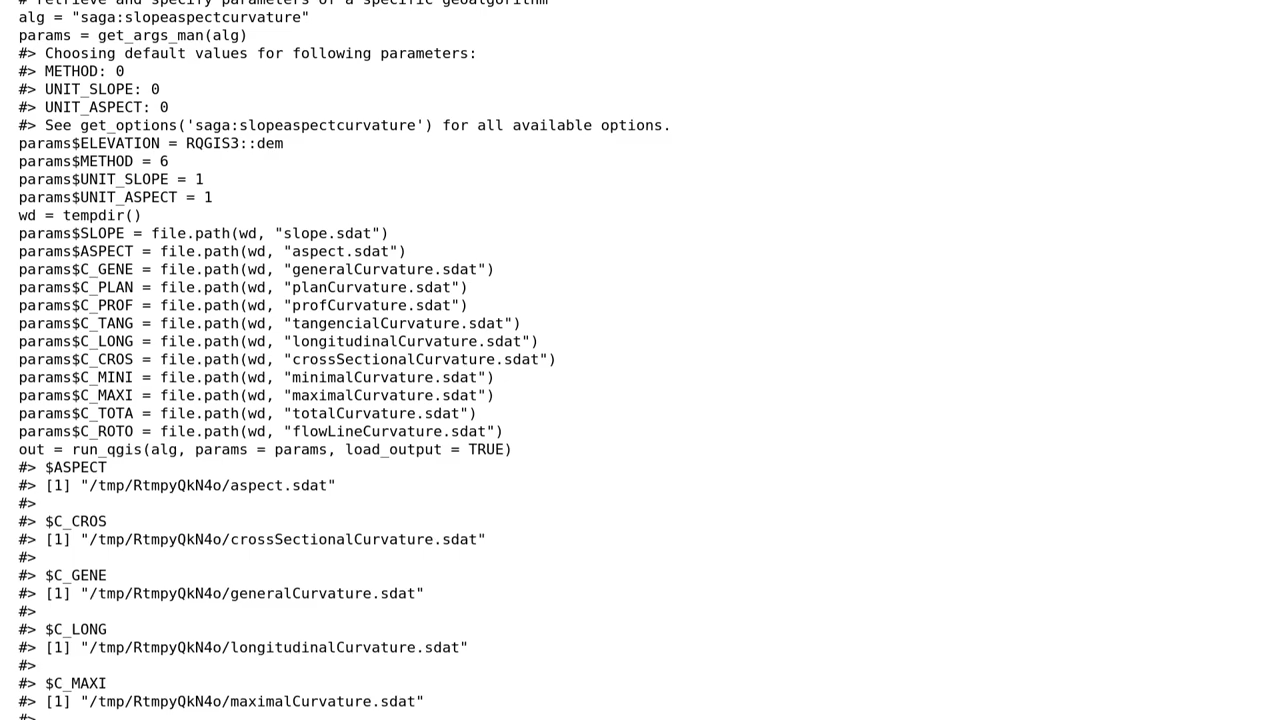 # retrieve and specify parameters of a specific geoalgorithm
alg = "saga:slopeaspectcurvature"
params = get_args_man(alg)
#> Choosing default values for following parameters:
#> METHOD: 0
#> UNIT_SLOPE: 0
#> UNIT_ASPECT: 0
#> See get_options('saga:slopeaspectcurvature') for all available options.
params$ELEVATION = RQGIS3::dem
params$METHOD = 6
params$UNIT_SLOPE = 1
params$UNIT_ASPECT = 1
wd = tempdir()
params$SLOPE = file.path(wd, "slope.sdat")
params$ASPECT = file.path(wd, "aspect.sdat")
params$C_GENE = file.path(wd, "generalCurvature.sdat")
params$C_PLAN = file.path(wd, "planCurvature.sdat")
params$C_PROF = file.path(wd, "profCurvature.sdat")
params$C_TANG = file.path(wd, "tangencialCurvature.sdat")
params$C_LONG = file.path(wd, "longitudinalCurvature.sdat")
params$C_CROS = file.path(wd, "crossSectionalCurvature.sdat")
params$C_MINI = file.path(wd, "minimalCurvature.sdat")
params$C_MAXI = file.path(wd, "maximalCurvature.sdat")
params$C_TOTA = file.path(wd, "totalCurvature.sdat")
params$C_ROTO = file.path(wd, "flowLineCurvature.sdat")
out = run_qgis(alg, params = params, load_output = TRUE)
#> $ASPECT
#> [1] "/tmp/RtmpyQkN4o/aspect.sdat"
#>
#> $C_CROS
#> [1] "/tmp/RtmpyQkN4o/crossSectionalCurvature.sdat"
#>
#> $C_GENE
#> [1] "/tmp/RtmpyQkN4o/generalCurvature.sdat"
#>
#> $C_LONG
#> [1] "/tmp/RtmpyQkN4o/longitudinalCurvature.sdat"
#>
#> $C_MAXI
#> [1] "/tmp/RtmpyQkN4o/maximalCurvature.sdat"
#>